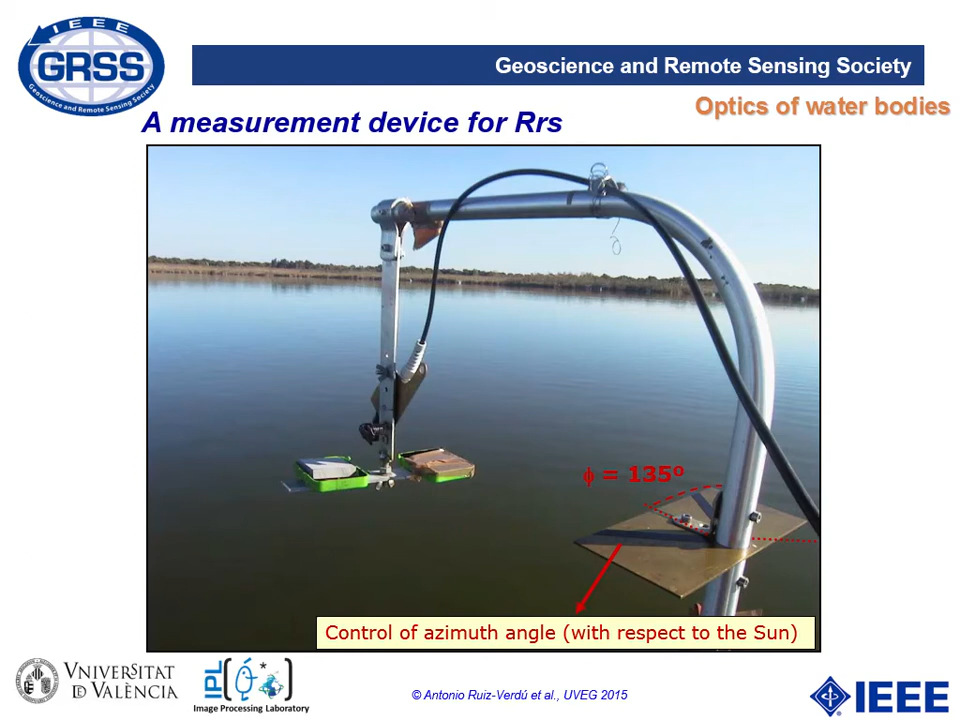 IEEE
GRSS
Geoscience and Remote Sensing Society
Geoscience and Remote Sensing Society
Optics of water bodies
A measurement device for Rrs
ϕ = 135º
Control of azimuth angle (with respect to the Sun)
VNIVERSITAT
DE VALÈNCIA
IPL
Image Processing Laboratory
© Antonio Ruiz-Verdú et al., UVEG 2015
IEEE